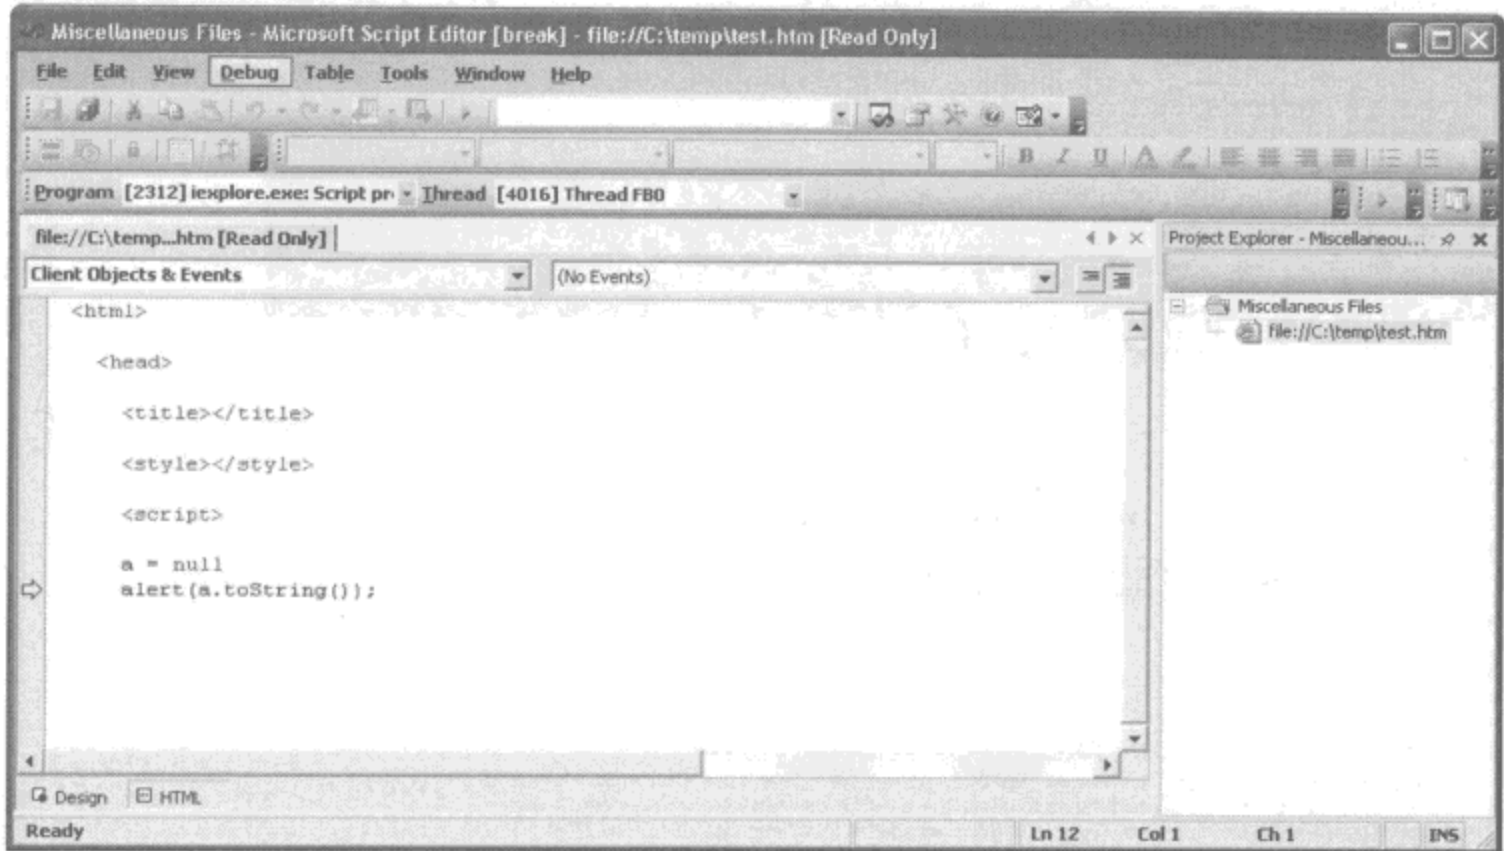 Miscellaneous Files - Microsoft Script Editor [break] - file://C:\temp\test.htm [Read Only]
File Edit View Debug Table Tools Window Help
B I U A
Program [2312] iexplore.exe: Script pr Thread [4016] Thread FB0
file://C:\temp...htm [Read Only]
Project Explorer - Miscellaneou...
Client Objects & Events
(No Events)
Miscellaneous Files
file://C:\temp\test.htm
<html>
<head>
<title></title>
<style></style>
<script>
a = null
alert(a.toString());
Design HTML
Ready Ln 12 Col 1 Ch 1 INS